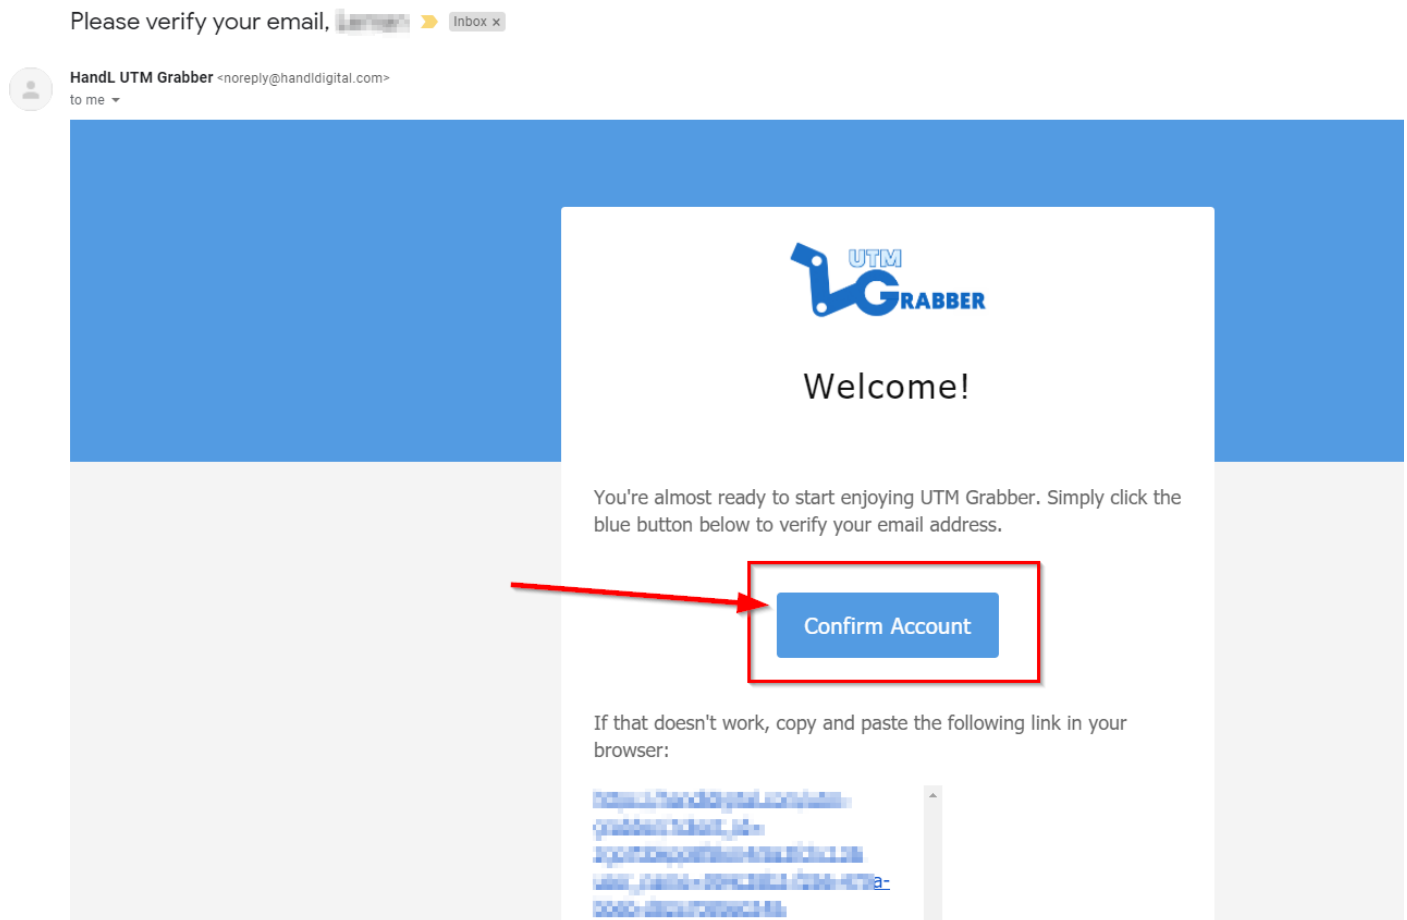 Please verify your email,
Inbox x
HandL UTM Grabber <noreply@handldigital.com>
to me
UTM
GRABBER
Welcome!
You're almost ready to start enjoying UTM Grabber. Simply click the
blue button below to verify your email address.
Confirm Account
If that doesn't work, copy and paste the following link in your
browser: